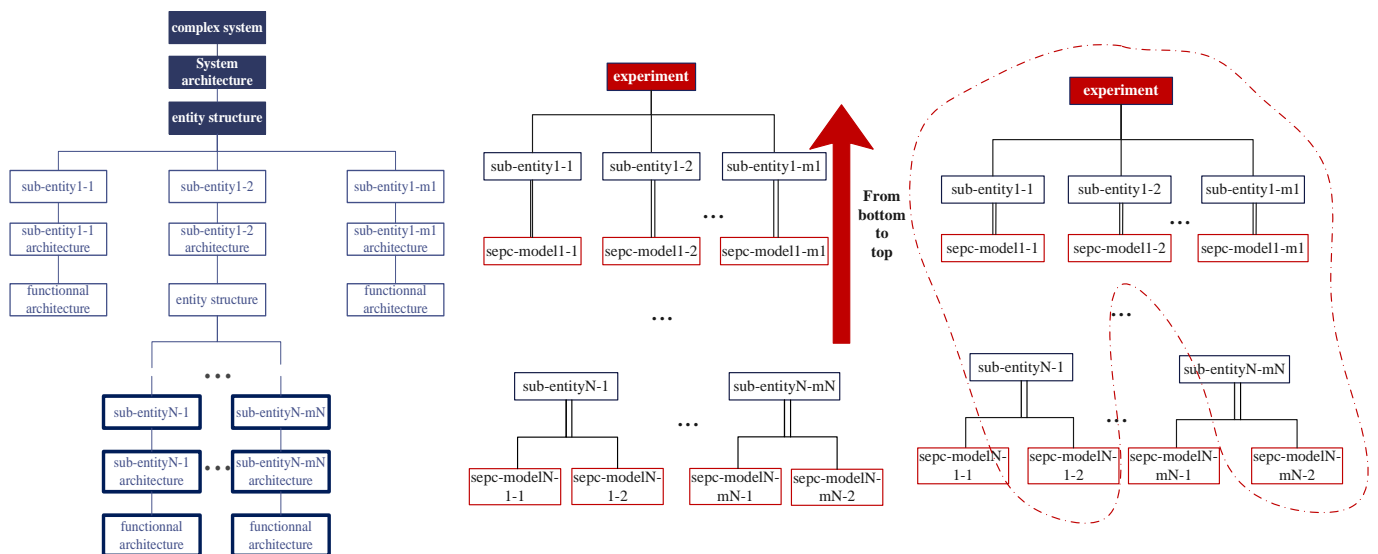 complex system
System
architecture
entity structure
sub-entity1-1
sub-entity1-2
sub-entity1-m1
sub-entity1-1
architecture
sub-entity1-2
architecture
sub-entity1-m1
architecture
functionnal
architecture
entity structure
functionnal
architecture
...
sub-entityN-1
sub-entityN-mN
sub-entityN-1
architecture
...
sub-entityN-mN
architecture
functionnal
architecture
functionnal
architecture
experiment
sub-entity1-1
sub-entity1-2
sub-entity1-m1
...
sepc-model1-1
sepc-model1-2
sepc-model1-m1
...
sub-entityN-1
sub-entityN-mN
...
sepc-modelN-
1-1
sepc-modelN-
1-2
sepc-modelN-
mN-1
sepc-modelN-
mN-2
From
bottom
to
top
experiment
sub-entity1-1
sub-entity1-2
sub-entity1-m1
...
sepc-model1-1
sepc-model1-2
sepc-model1-m1
...
sub-entityN-1
sub-entityN-mN
...
sepc-modelN-
1-1
sepc-modelN-
1-2
sepc-modelN-
mN-1
sepc-modelN-
mN-2